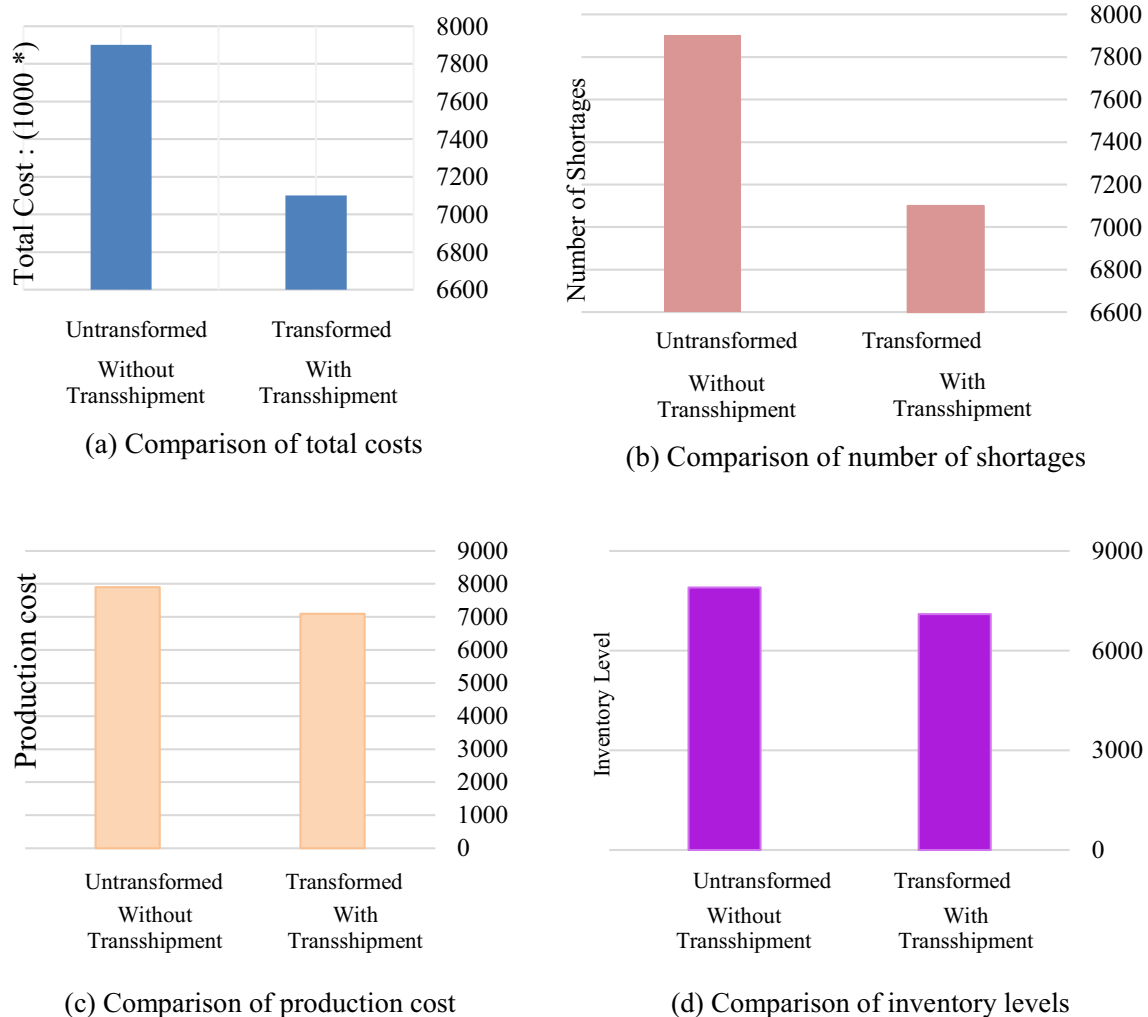 Total Cost : (1000 *)
8000
7800
7600
7400
7200
7000
6800
6600
Untransformed Transformed
Without With
Transshipment Transshipment
(a) Comparison of total costs
Number of Shortages
8000
7800
7600
7400
7200
7000
6800
6600
Untransformed Transformed
Without With
Transshipment Transshipment
(b) Comparison of number of shortages
Production cost
9000
8000
7000
6000
5000
4000
3000
2000
1000
0
Untransformed Transformed
Without With
Transshipment Transshipment
(c) Comparison of production cost
Inventory Level
9000
6000
3000
0
Untransformed Transformed
Without With
Transshipment Transshipment
(d) Comparison of inventory levels